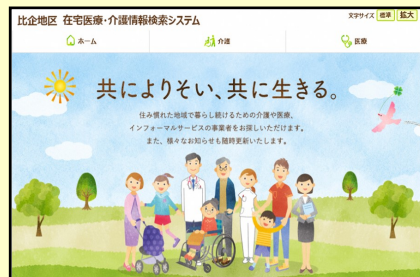 比企地区 在宅医療・介護情報検索システム
文字サイズ 標準 拡大
ホーム 介護 医療
共によりそい、共に生きる。
住み慣れた地域で暮らし続けるための介護や医療、
インフォーマルサービスの事業者をお探しいただけます。
また、様々なお知らせも随時更新いたします。